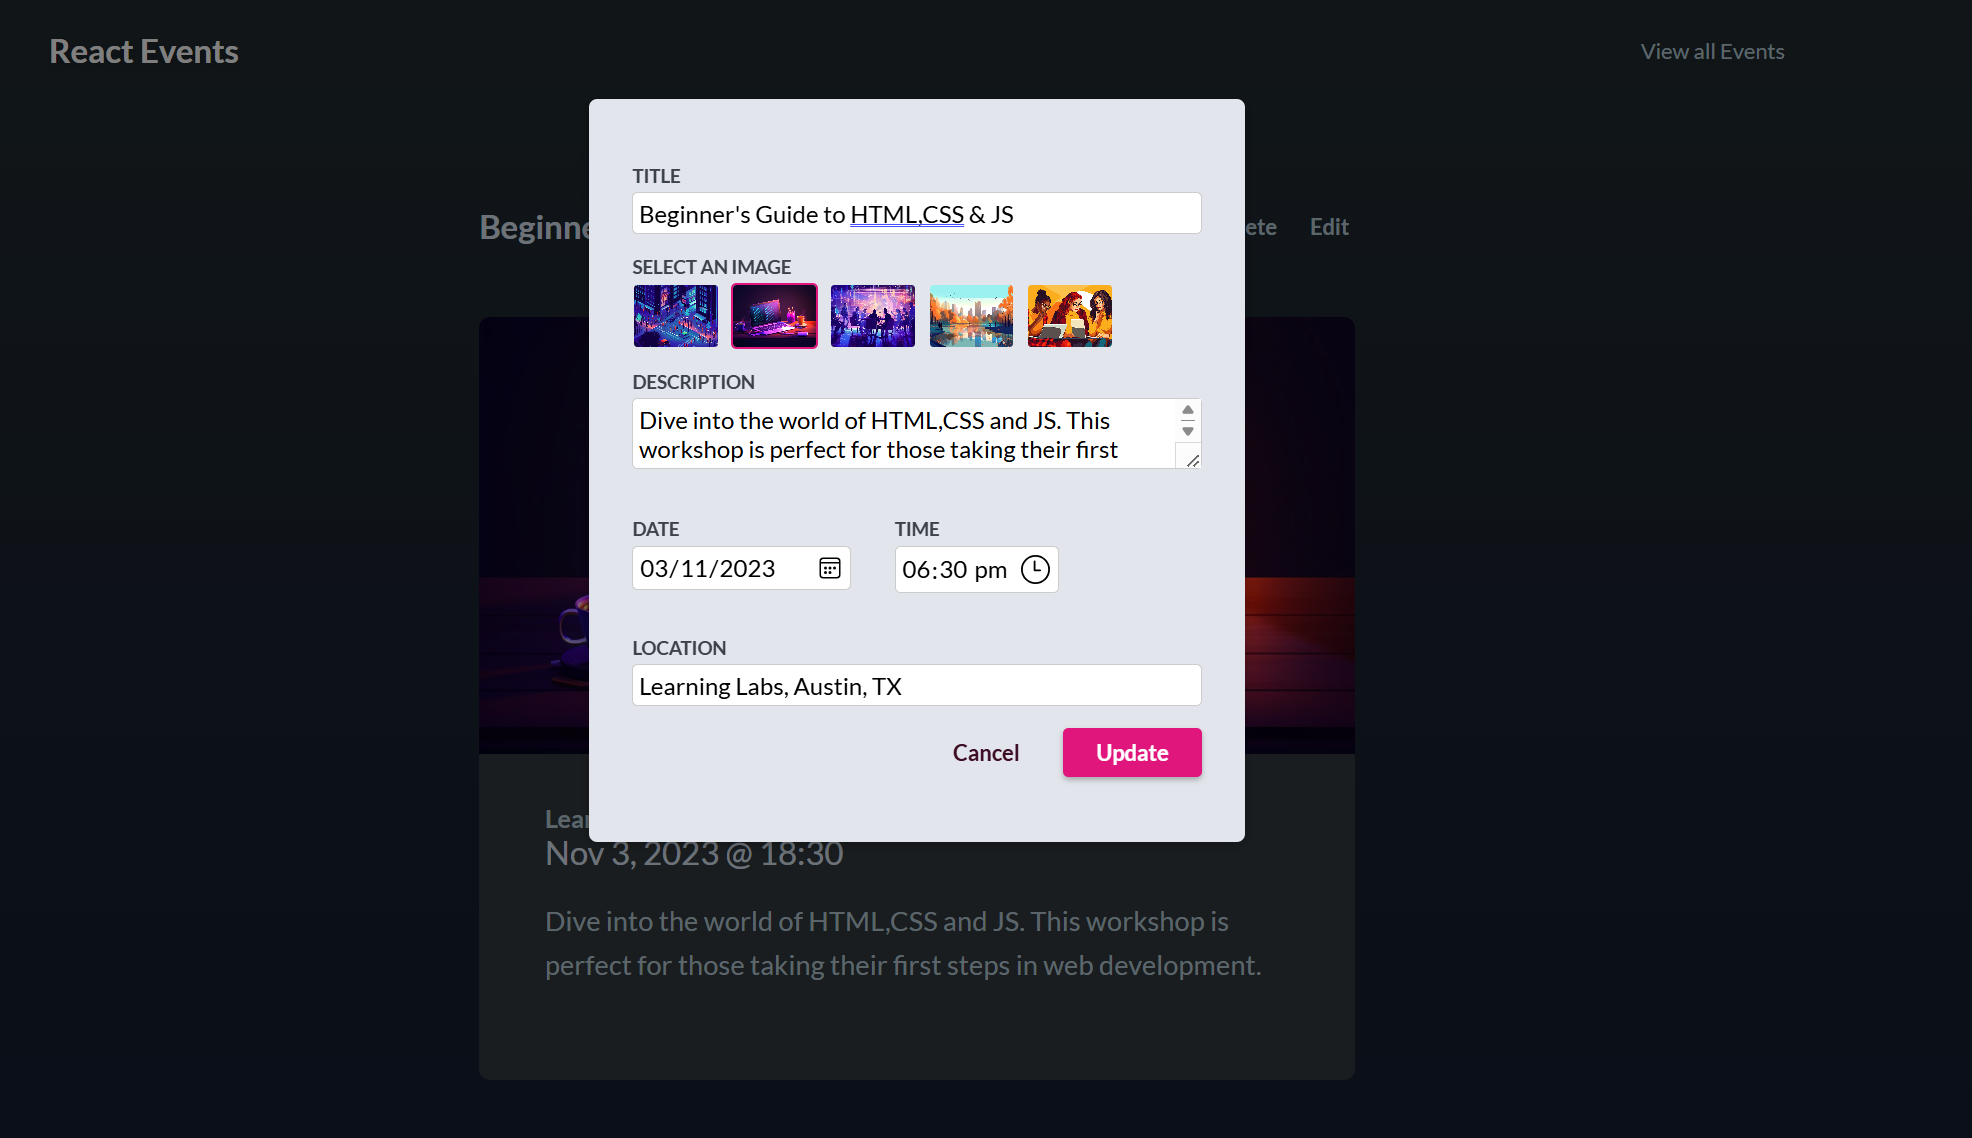 React Events
View all Events
TITLE
Beginner's Guide to HTML,CSS & JS
Edit
SELECT AN IMAGE
DESCRIPTION
Dive into the world of HTML,CSS and JS. This
workshop is perfect for those taking their first
DATE
TIME
03/11/2023
06:30 pm
LOCATION
Learning Labs, Austin, TX
Cancel
Update
Nov 3, 2023 @ 18:30
Dive into the world of HTML,CSS and JS. This workshop is
perfect for those taking their first steps in web development.